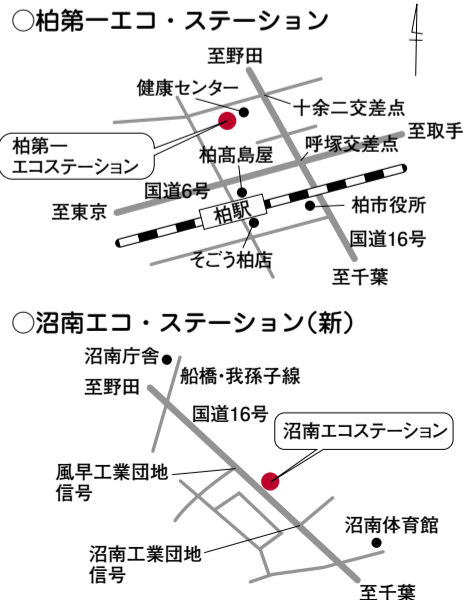 ○柏第一エコ・ステーション
至野田
健康センター
十余二交差点
至取手
呼塚交差点
柏第一
エコステーション
柏髙島屋
国道6号
至東京
柏駅
柏市役所
国道16号
そごう柏店
至千葉
○沼南エコ・ステーション(新)
沼南庁舎
至野田
船橋・我孫子線
国道16号
沼南エコステーション
風早工業団地
信号
沼南体育館
沼南工業団地
信号
至千葉